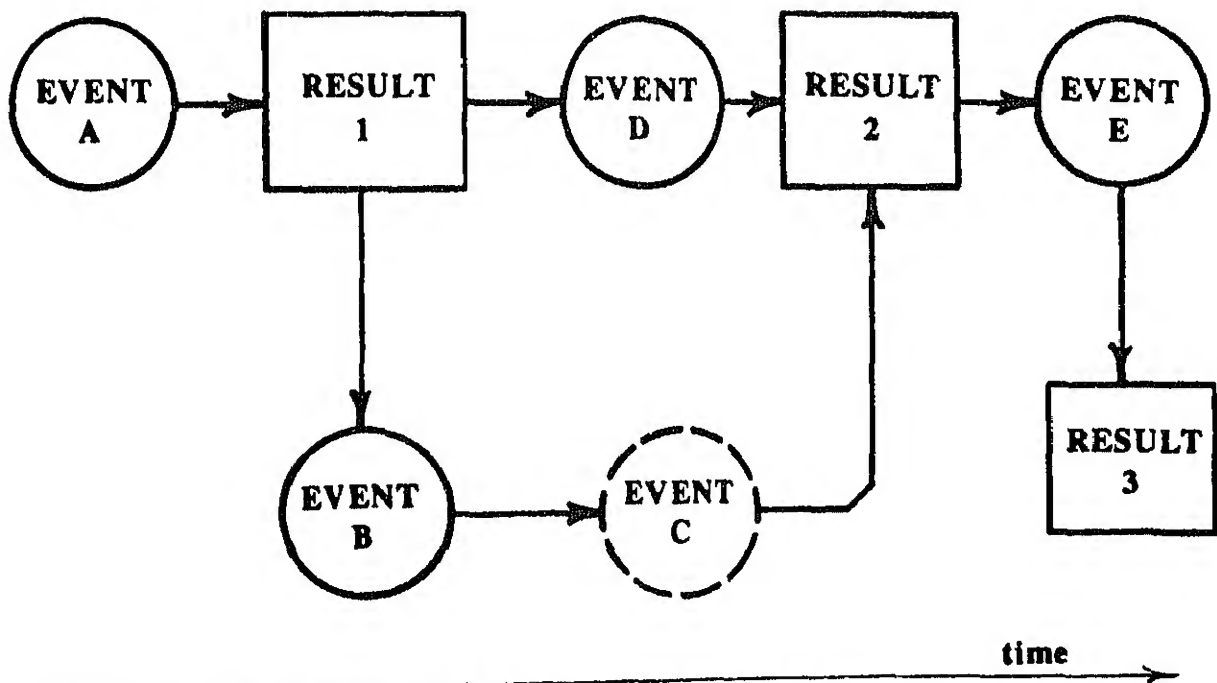 EVENT
A
RESULT
1
EVENT
D
RESULT
2
EVENT
E
EVENT
B
EVENT
C
RESULT
3
time